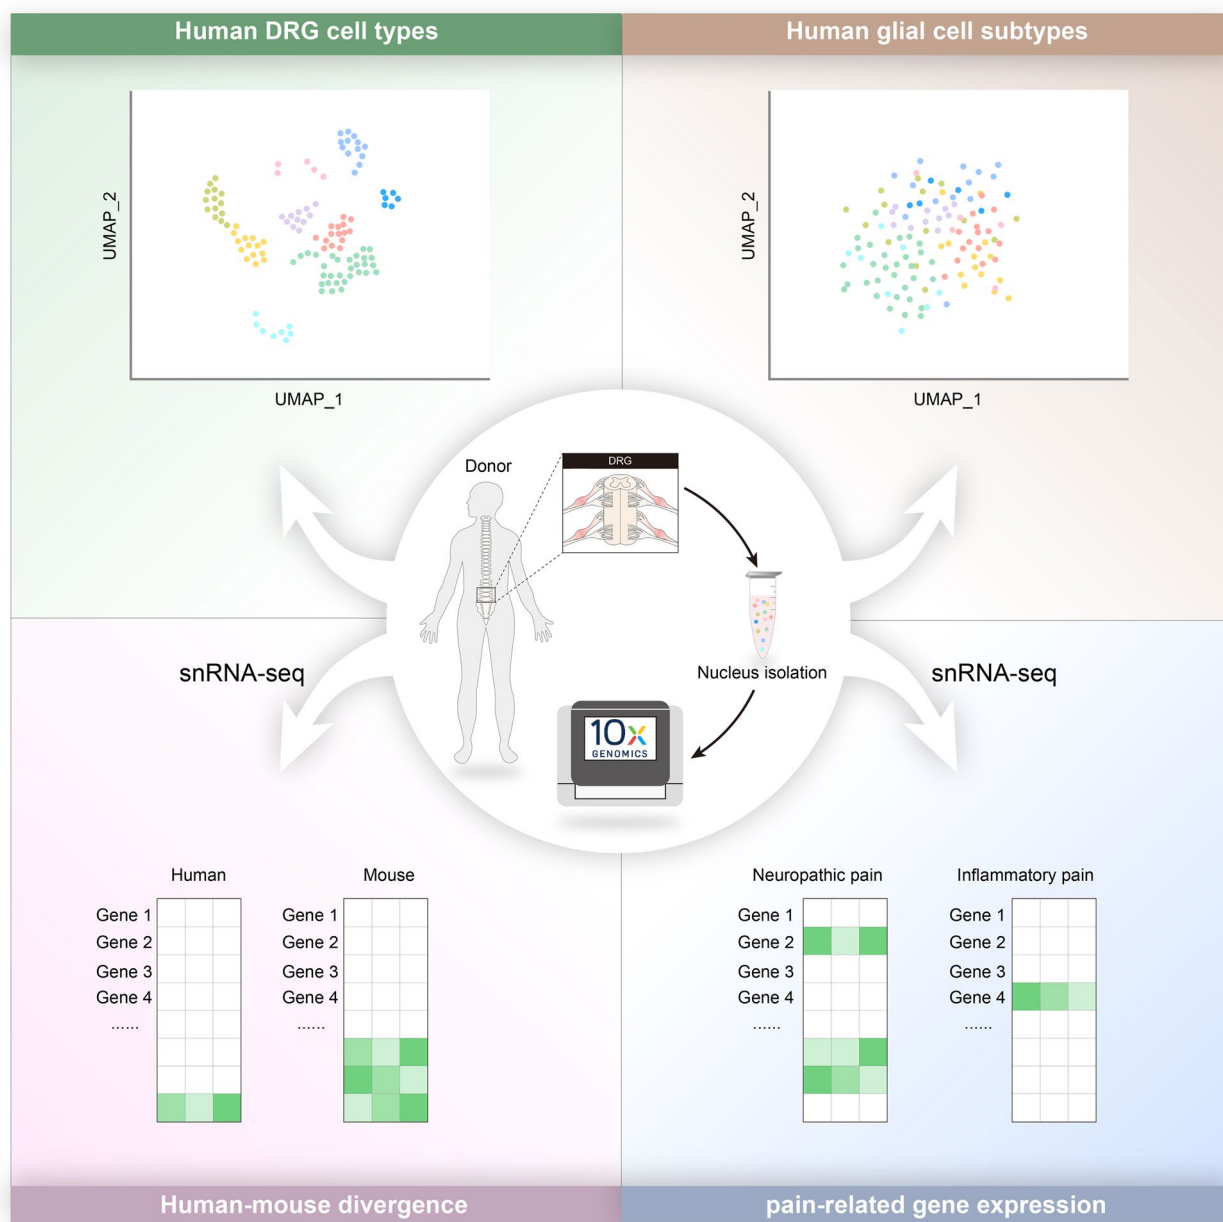 Human DRG cell types
Human glial cell subtypes
UMAP_2
UMAP_1
UMAP_2
UMAP_1
Donor
DRG
Nucleus isolation
10x
GENOMICS
snRNA-seq
snRNA-seq
Human
Mouse
Gene 1
Gene 2
Gene 3
Gene 4
......
Gene 1
Gene 2
Gene 3
Gene 4
......
Neuropathic pain
Inflammatory pain
Gene 1
Gene 2
Gene 3
Gene 4
......
Gene 1
Gene 2
Gene 3
Gene 4
......
Human-mouse divergence
pain-related gene expression